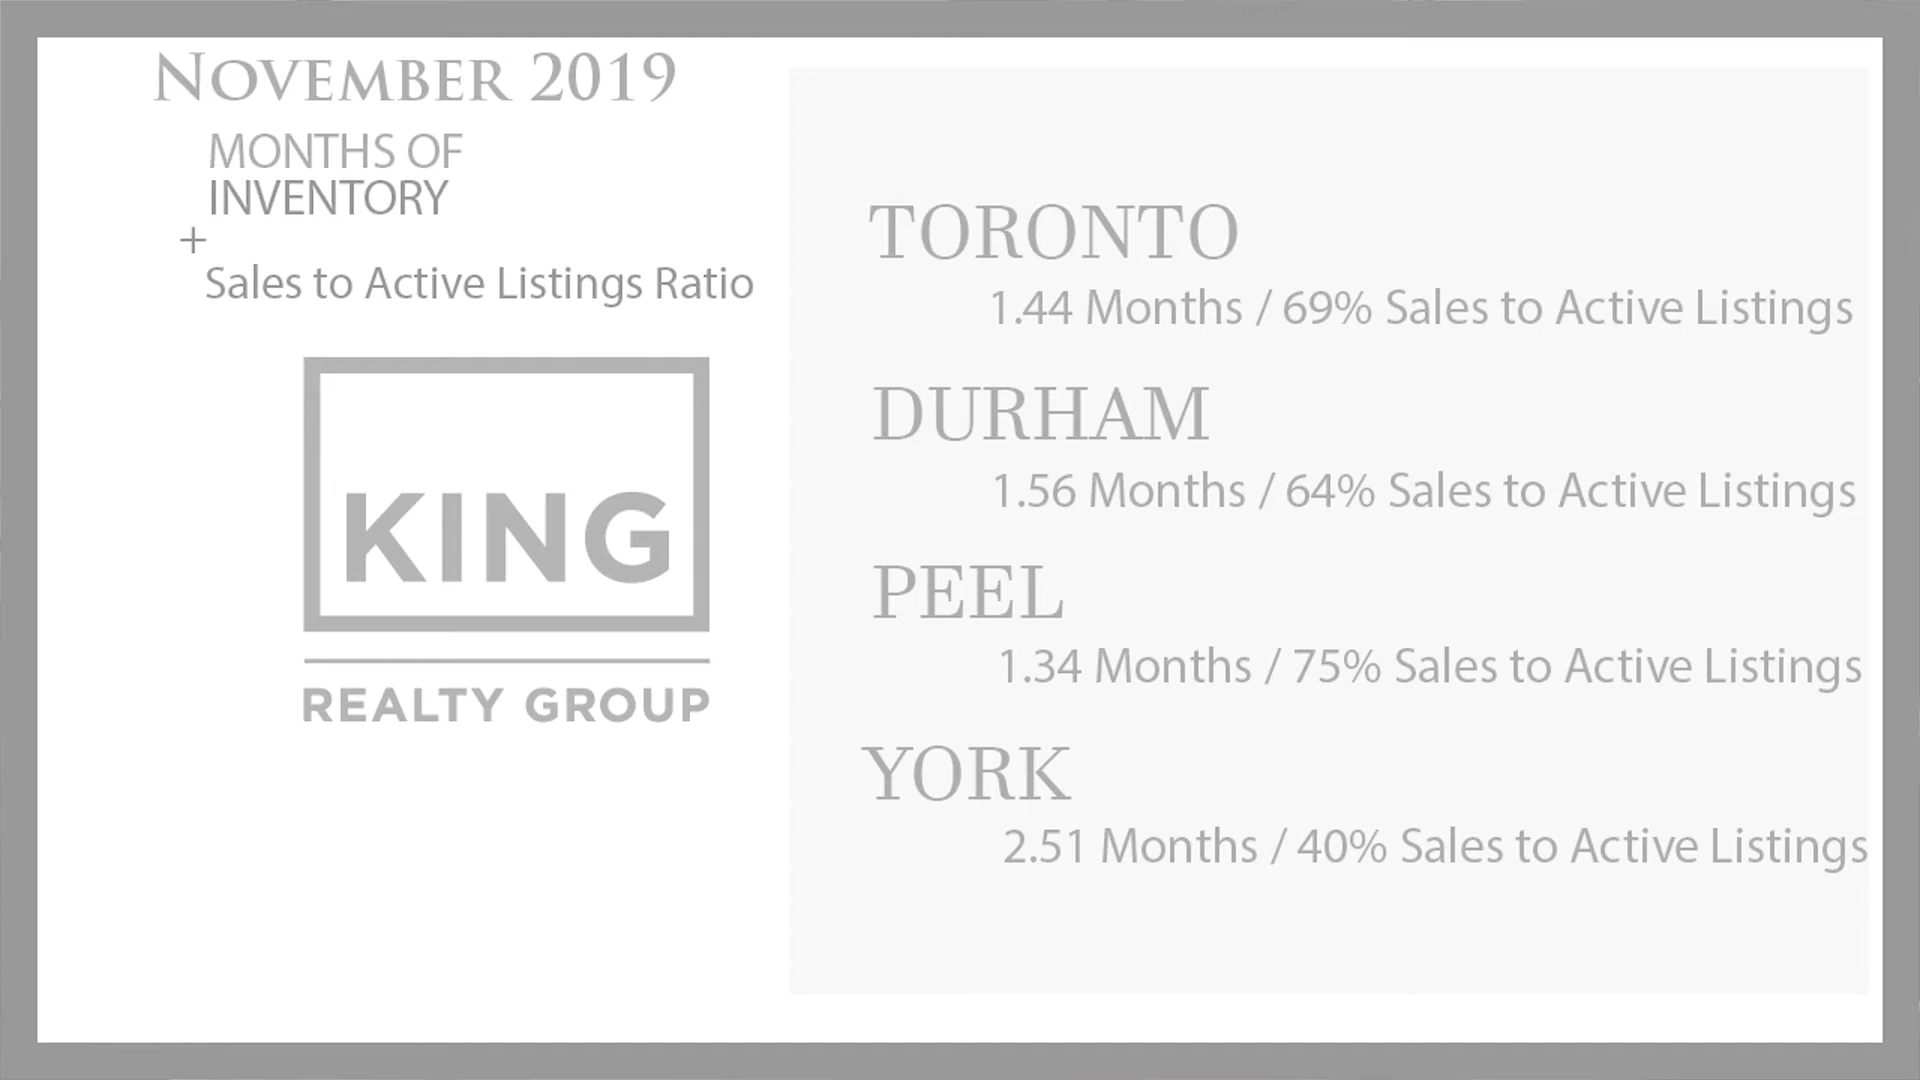 NOVEMBER 2019
MONTHS OF
INVENTORY
+
Sales to Active Listings Ratio
KING
REALTY GROUP
TORONTO
1.44 Months / 69% Sales to Active Listings
DURHAM
1.56 Months / 64% Sales to Active Listings
PEEL
1.34 Months / 75% Sales to Active Listings
YORK
2.51 Months / 40% Sales to Active Listings